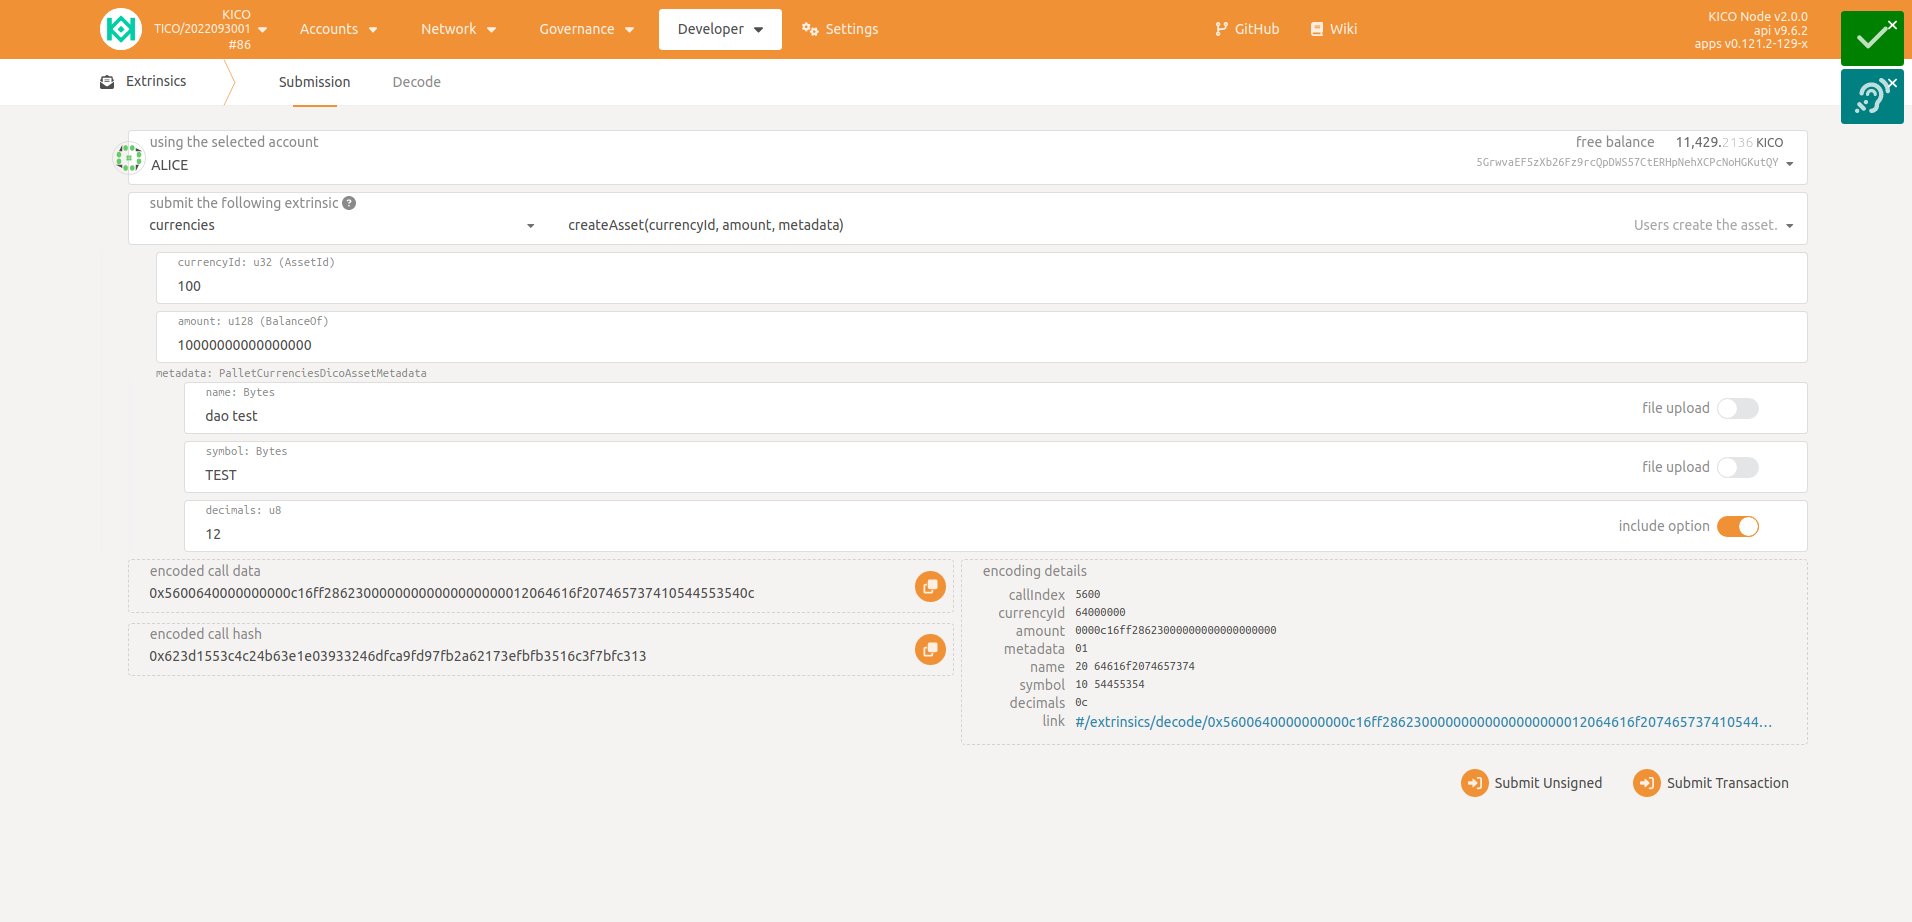 KICO
TICO/2022093001
#86
Accounts
Network
Governance
Developer
Settings
GitHub
Wiki
KICO Node v2.0.0
api v9.6.2
apps v0.121.2-129-x
Extrinsics
Submission
Decode
using the selected account
ALICE
free balance 11,429.2136 KICO
5GrwvaEF5zXb26Fz9rcQpDWS57CtERHpNehXCPcNoHGKutQY
submit the following extrinsic
currencies
createAsset(currencyId, amount, metadata)
Users create the asset.
currencyId: u32 (AssetId)
100
amount: u128 (BalanceOf)
10000000000000000
metadata: PalletCurrenciesDicoAssetMetadata
name: Bytes
dao test
file upload
symbol: Bytes
TEST
file upload
decimals: u8
12
include option
encoded call data
0x5600640000000000c16ff286230000000000000000000012064616f207465737410544553540c
encoded call hash
0x623d1553c4c24b63e1e03933246dfca9fd97fb2a62173efbfb3516c3f7bfc313
encoding details
callIndex 5600
currencyId 64000000
amount 0000c16ff28623000000000000000000
metadata 01
name 20 64616f2074657374
symbol 10 54455354
decimals 0c
link #/extrinsics/decode/0x5600640000000000c16ff286230000000000000000000012064616f20746573741054​4…
Submit Unsigned
Submit Transaction